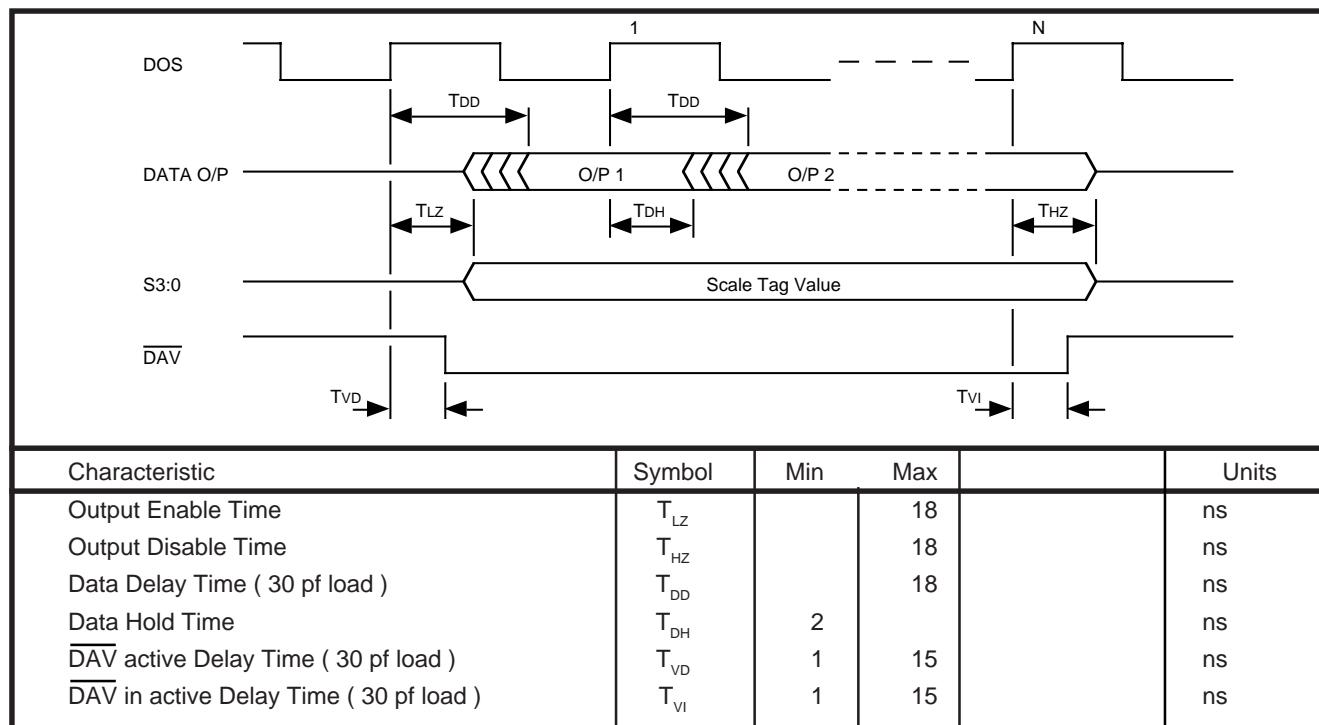 1 N
DOS
TDD TDD
DATA O/P O/P 1 O/P 2
TLZ TDH THZ
S3:0 Scale Tag Value
DAV
TVD TVI
Characteristic Symbol Min Max Units
Output Enable Time TLZ 18 ns
Output Disable Time THZ 18 ns
Data Delay Time ( 30 pf load ) TDD 18 ns
Data Hold Time TDH 2 ns
DAV active Delay Time ( 30 pf load ) TVD 1 15 ns
DAV in active Delay Time ( 30 pf load ) TVI 1 15 ns